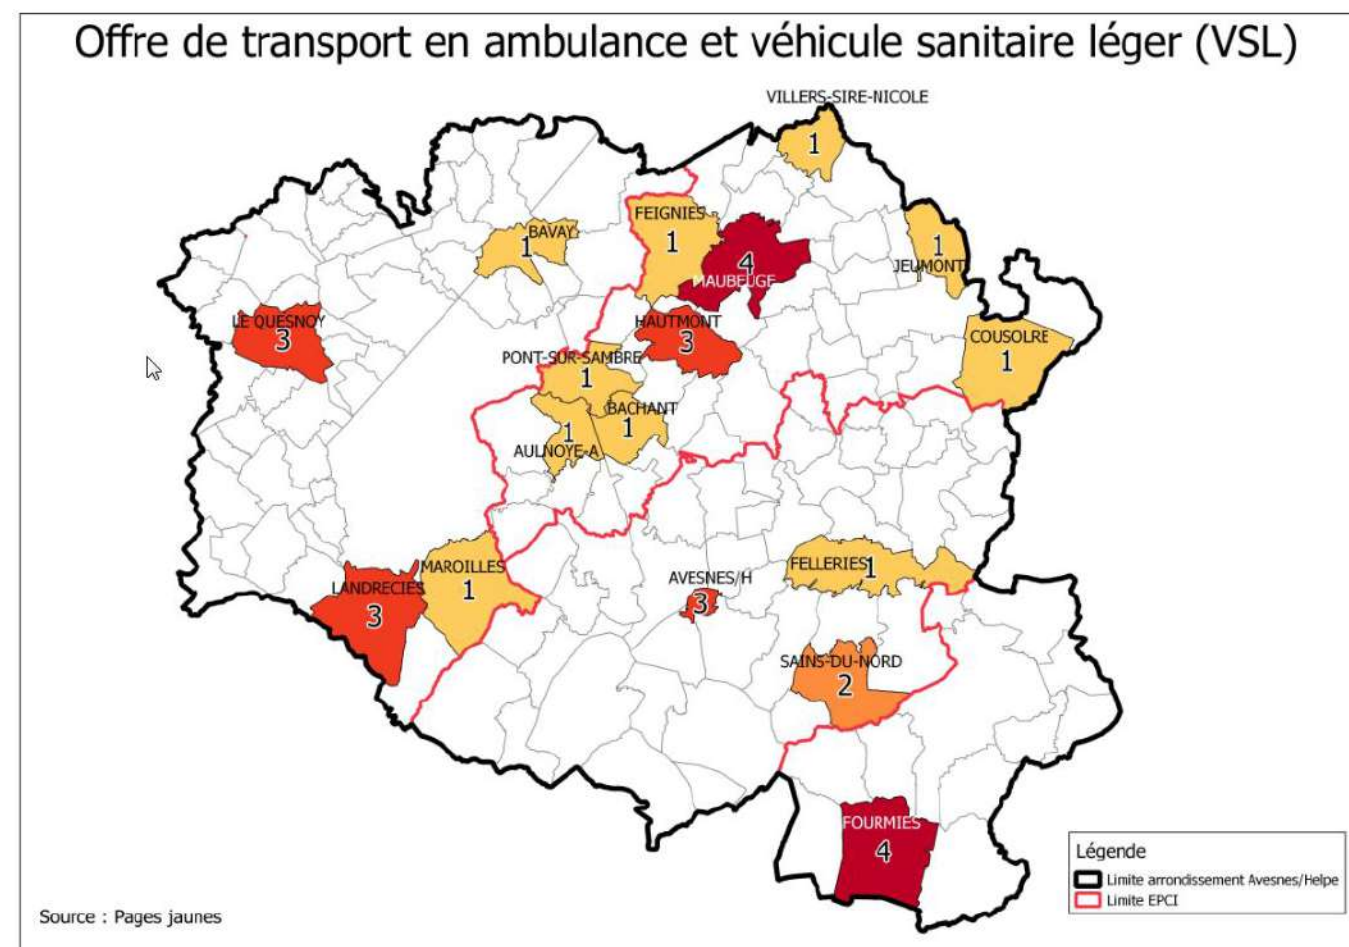 Offre de transport en ambulance et véhicule sanitaire léger (VSL)
VILLERS-SIRE-NICOLE
1
FEIGNIES
1
BAVAY
1
MAUBEUGE
4
JEUMONT
1
LE QUESNOY
3
HAUTMONT
3
COUSOLRE
1
PONT-SUR-SAMBRE
1
BACHANT
1
AULNOYE-A
1
MAROILLES
1
LANDRECIES
3
AVESNES/H
3
FELLERIES
1
SAINS-DU-NORD
2
FOURMIES
4
Légende
Limite arrondissement Avesnes/Helpe
Limite EPCI
Source : Pages jaunes